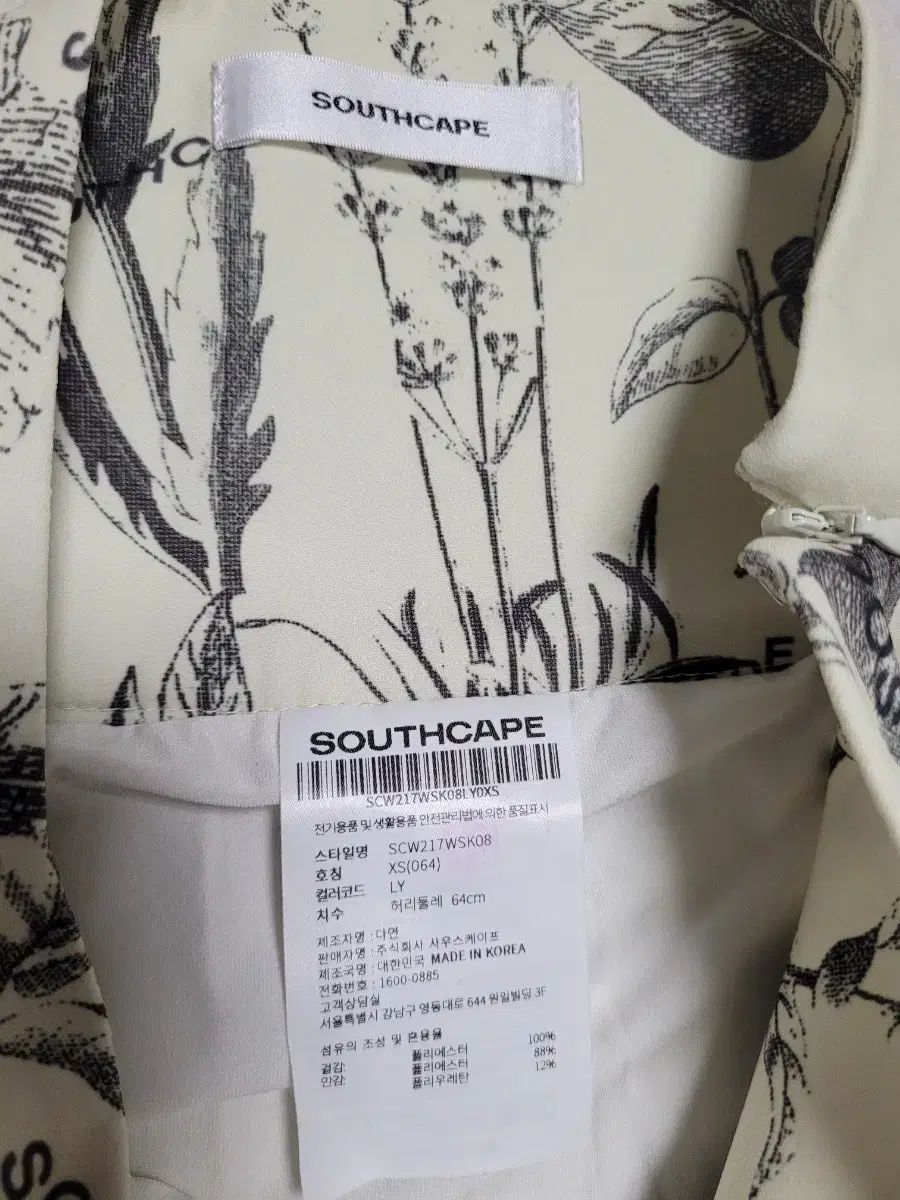 SOUTHCAPE
SOUTHCAPE
SCW217WSK08LY0XS
전기용품 및 생활용품 안전관리법에 의한 품질표시
스타일명 SCW217WSK08
호칭 XS(064)
컬러코드 LY
치수 허리둘레 64cm
제조자명 : 다연
판매자명 : 주식회사 사우스케이프
제조국명 : 대한민국 MADE IN KOREA
전화번호 : 1600-0885
고객상담실
서울특별시 강남구 영동대로 644 원일빌딩 3F
섬유의 조성 및 혼용율
겉감: 폴리에스터 100%
안감: 폴리에스터 88%
폴리우레탄 12%